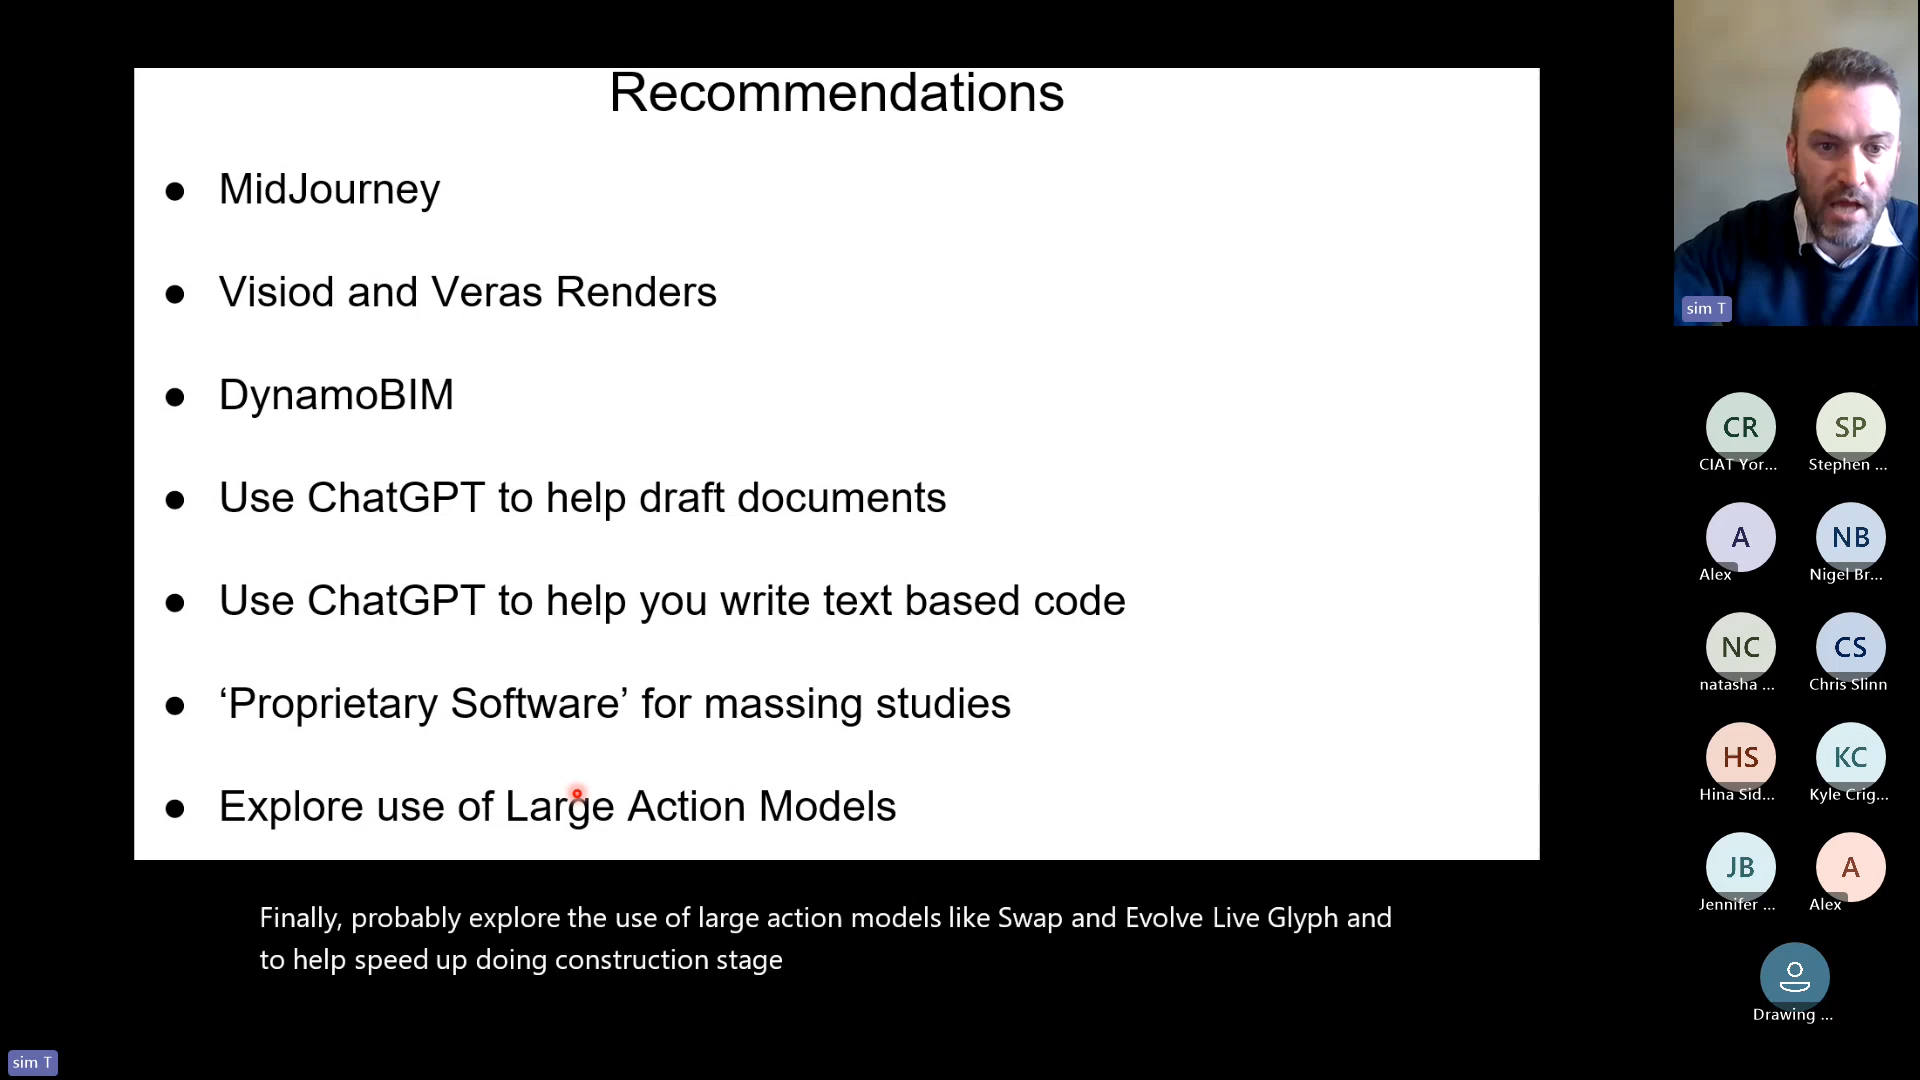 Recommendations
● MidJourney
● Visiod and Veras Renders
● DynamoBIM
● Use ChatGPT to help draft documents
● Use ChatGPT to help you write text based code
● ‘Proprietary Software’ for massing studies
● Explore use of Large Action Models
Finally, probably explore the use of large action models like Swap and Evolve Live Glyph and
to help speed up doing construction stage
sim T
sim T
CR
CIAT Yor...
SP
Stephen ...
A
Alex
NB
Nigel Br...
NC
natasha ...
CS
Chris Slinn
HS
Hina Sid...
KC
Kyle Crig...
JB
Jennifer ...
A
Alex
Drawing ...